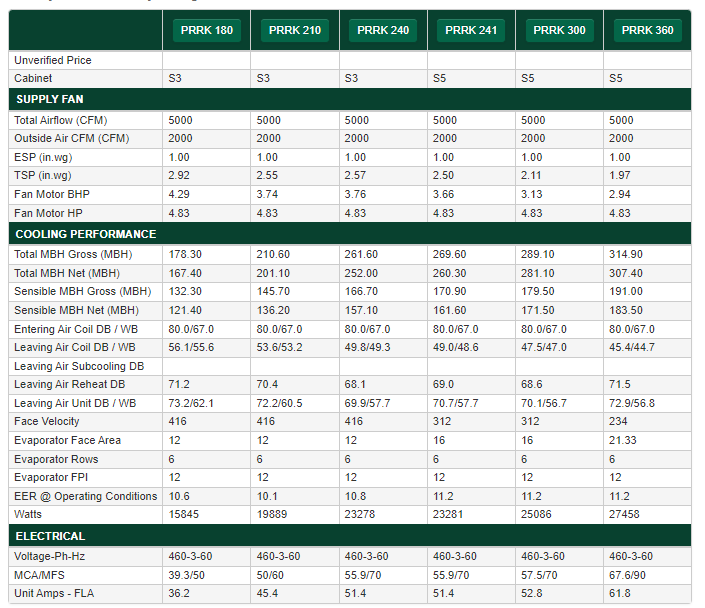 PRRK 180 PRRK 210 PRRK 240 PRRK 241 PRRK 300 PRRK 360
Unverified Price
Cabinet S3 S3 S3 S5 S5 S5
SUPPLY FAN
Total Airflow (CFM) 5000 5000 5000 5000 5000 5000
Outside Air CFM (CFM) 2000 2000 2000 2000 2000 2000
ESP (in.wg) 1.00 1.00 1.00 1.00 1.00 1.00
TSP (in.wg) 2.92 2.55 2.57 2.50 2.11 1.97
Fan Motor BHP 4.29 3.74 3.76 3.66 3.13 2.94
Fan Motor HP 4.83 4.83 4.83 4.83 4.83 4.83
COOLING PERFORMANCE
Total MBH Gross (MBH) 178.30 210.60 261.60 269.60 289.10 314.90
Total MBH Net (MBH) 167.40 201.10 252.00 260.30 281.10 307.40
Sensible MBH Gross (MBH) 132.30 145.70 166.70 170.90 179.50 191.00
Sensible MBH Net (MBH) 121.40 136.20 157.10 161.60 171.50 183.50
Entering Air Coil DB / WB 80.0/67.0 80.0/67.0 80.0/67.0 80.0/67.0 80.0/67.0 80.0/67.0
Leaving Air Coil DB / WB 56.1/55.6 53.6/53.2 49.8/49.3 49.0/48.6 47.5/47.0 45.4/44.7
Leaving Air Subcooling DB
Leaving Air Reheat DB 71.2 70.4 68.1 69.0 68.6 71.5
Leaving Air Unit DB / WB 73.2/62.1 72.2/60.5 69.9/57.7 70.7/57.7 70.1/56.7 72.9/56.8
Face Velocity 416 416 416 312 312 234
Evaporator Face Area 12 12 12 16 16 21.33
Evaporator Rows 6 6 6 6 6 6
Evaporator FPI 12 12 12 12 12 12
EER @ Operating Conditions 10.6 10.1 10.8 11.2 11.2 11.2
Watts 15845 19889 23278 23281 25086 27458
ELECTRICAL
Voltage-Ph-Hz 460-3-60 460-3-60 460-3-60 460-3-60 460-3-60 460-3-60
MCA/MFS 39.3/50 50/60 55.9/70 55.9/70 57.5/70 67.6/90
Unit Amps - FLA 36.2 45.4 51.4 51.4 52.8 61.8